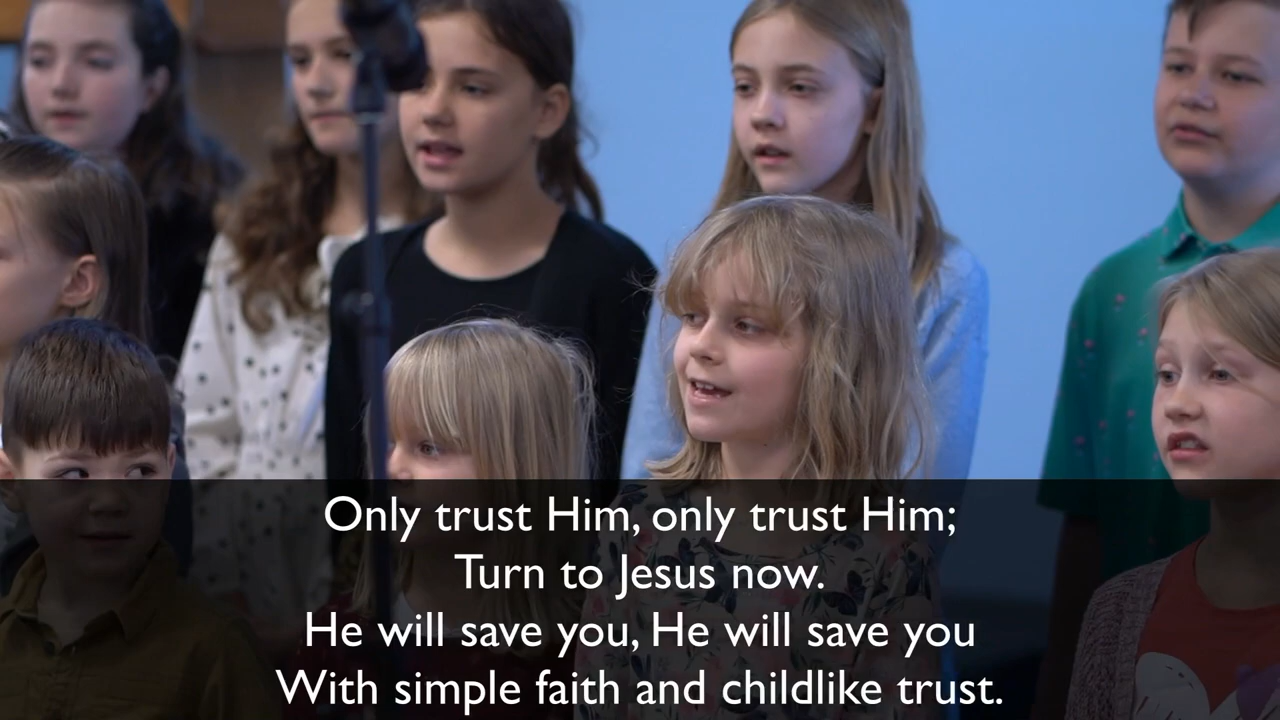 Only trust Him, only trust Him;
Turn to Jesus now.
He will save you, He will save you
With simple faith and childlike trust.